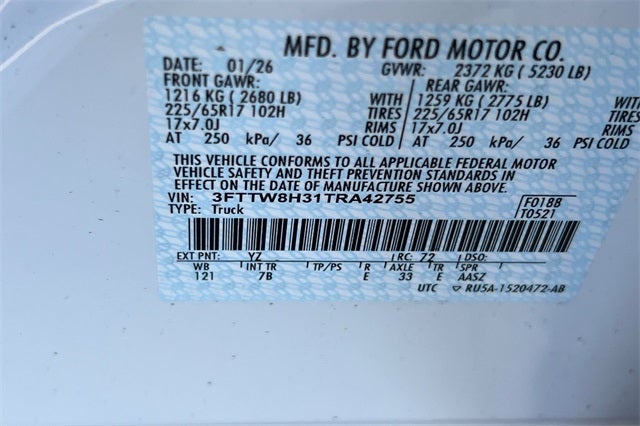 MFD. BY FORD MOTOR CO.
DATE: 01/26 GVWR: 2372 KG ( 5230 LB)
FRONT GAWR: REAR GAWR:
1216 KG ( 2680 LB) WITH 1259 KG ( 2775 LB) WITH
225/65R17 102H TIRES 225/65R17 102H TIRES
17x7.0J RIMS 17x7.0J RIMS
AT 250 kPa/ 36 PSI COLD AT 250 kPa/ 36 PSI COLD
THIS VEHICLE CONFORMS TO ALL APPLICABLE FEDERAL MOTOR
VEHICLE SAFETY AND THEFT PREVENTION STANDARDS IN
EFFECT ON THE DATE OF MANUFACTURE SHOWN ABOVE.
VIN: 3FTTW8H31TRA42755 F0188
TYPE: Truck T0521
EXT PNT: YZ RC: 72 DSO:
WB INT TR TP/PS R AXLE TR SPR
121 7B E 33 E AASZ
UTC ▽ RU5A-1520472-AB